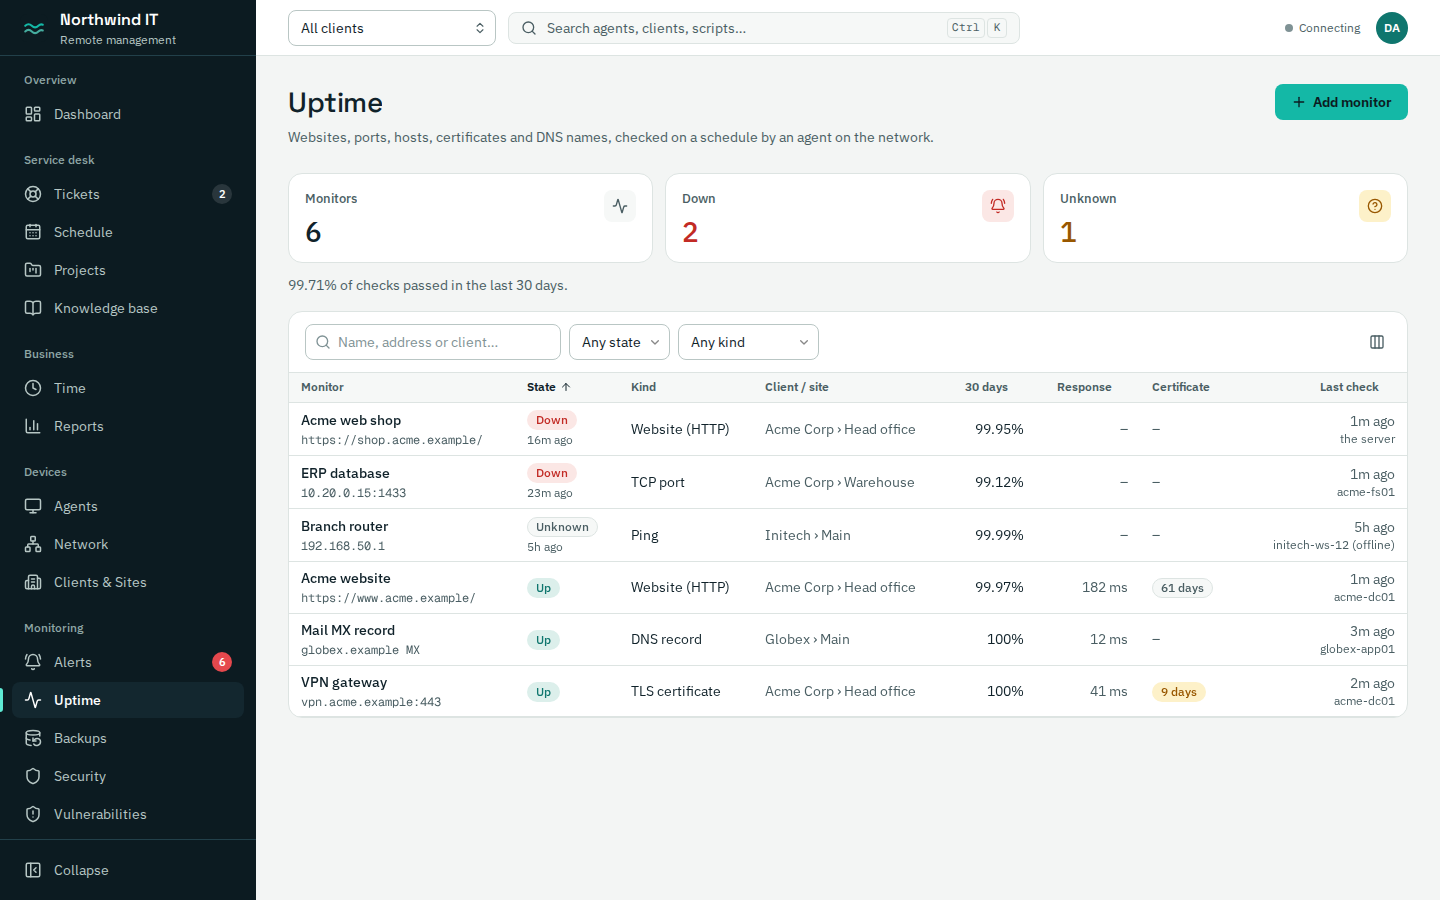 Northwind IT
Remote management
Overview
Dashboard
Service desk
Tickets 2
Schedule
Projects
Knowledge base
Business
Time
Reports
Devices
Agents
Network
Clients & Sites
Monitoring
Alerts 6
Uptime
Backups
Security
Vulnerabilities
Collapse
All clients
Search agents, clients, scripts... Ctrl K
Connecting DA
Uptime
Add monitor
Websites, ports, hosts, certificates and DNS names, checked on a schedule by an agent on the network.
Monitors
6
Down
2
Unknown
1
99.71% of checks passed in the last 30 days.
Name, address or client... Any state Any kind
Monitor State Kind Client / site 30 days Response Certificate Last check
Acme web shop Down Website (HTTP) Acme Corp › Head office 99.95% – – 1m ago
https://shop.acme.example/ 16m ago the server
ERP database Down TCP port Acme Corp › Warehouse 99.12% – – 1m ago
10.20.0.15:1433 23m ago acme-fs01
Branch router Unknown Ping Initech › Main 99.99% – – 5h ago
192.168.50.1 5h ago initech-ws-12 (offline)
Acme website Up Website (HTTP) Acme Corp › Head office 99.97% 182 ms 61 days 1m ago
https://www.acme.example/ acme-dc01
Mail MX record Up DNS record Globex › Main 100% 12 ms – 3m ago
globex.example MX globex-app01
VPN gateway Up TLS certificate Acme Corp › Head office 100% 41 ms 9 days 2m ago
vpn.acme.example:443 acme-dc01